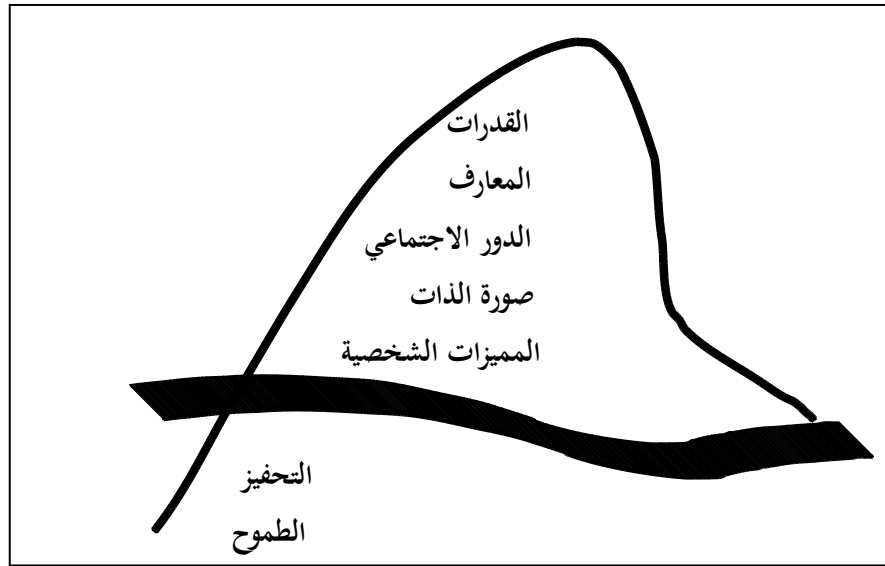 القدرات
المعارف
الدور الاجتماعي
صورة الذات
المميزات الشخصية
التحفيز
الطموح